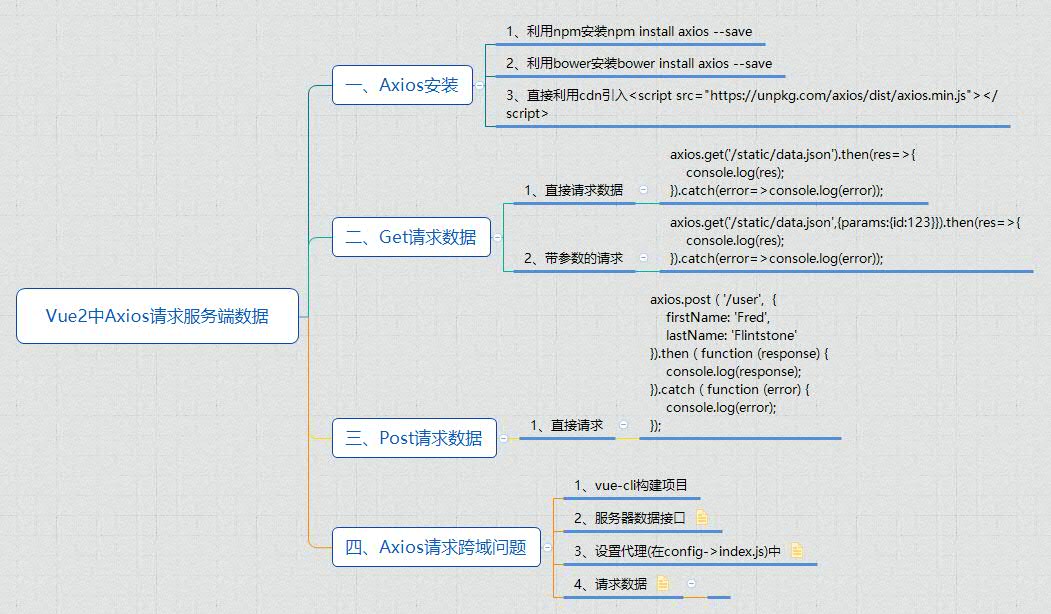 Vue2中Axios请求服务端数据
一、Axios安装
1、利用npm安装npm install axios --save
2、利用bower安装bower install axios --save
3、直接利用cdn引入<script src="https://unpkg.com/axios/dist/axios.min.js"></
script>
二、Get请求数据
1、直接请求数据
axios.get('/static/data.json').then(res=>{
console.log(res);
}).catch(error=>console.log(error));
2、带参数的请求
axios.get('/static/data.json',{params:{id:123}}).then(res=>{
console.log(res);
}).catch(error=>console.log(error));
三、Post请求数据
1、直接请求
axios.post ( '/user',  {
firstName: 'Fred',
lastName: 'Flintstone'
}).then ( function (response) {
console.log(response);
}).catch ( function (error) {
console.log(error);
});
四、Axios请求跨域问题
1、vue-cli构建项目
2、服务器数据接口
3、设置代理(在config->index.js)中
4、请求数据